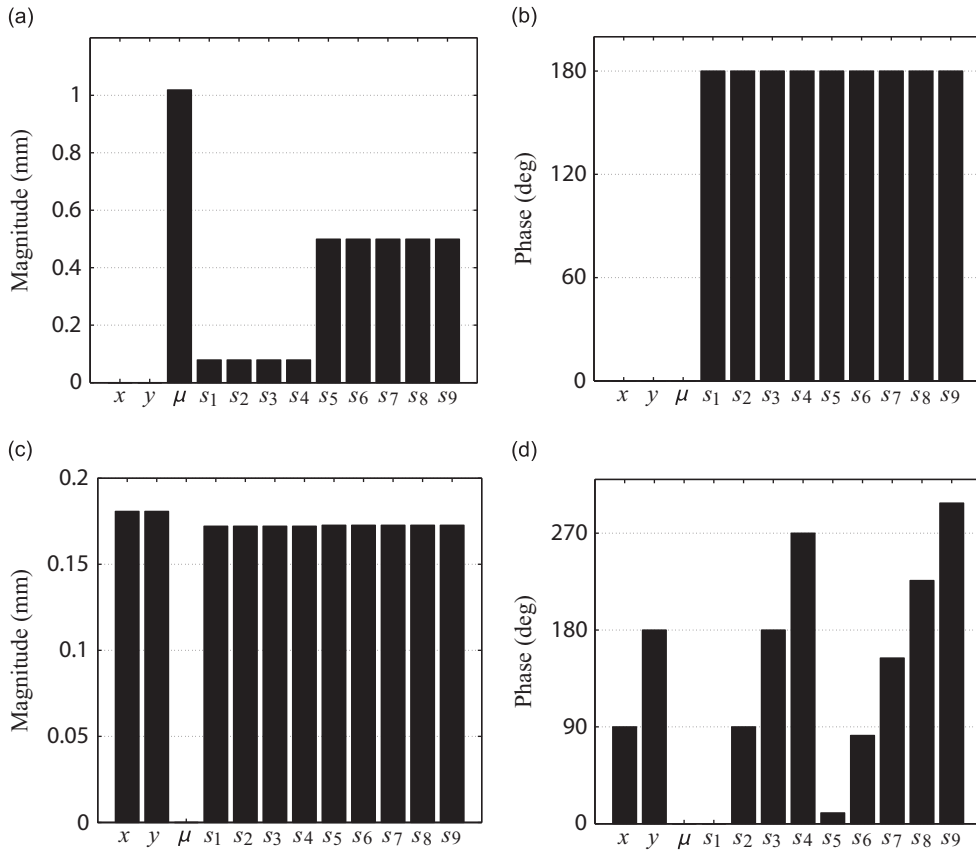 (a)
Magnitude (mm)
1
0.8
0.6
0.4
0.2
0
x y μ s1 s2 s3 s4 s5 s6 s7 s8 s9
(b)
Phase (deg)
180
120
60
0
x y μ s1 s2 s3 s4 s5 s6 s7 s8 s9
(c)
Magnitude (mm)
0.2
0.15
0.1
0.05
0
x y μ s1 s2 s3 s4 s5 s6 s7 s8 s9
(d)
Phase (deg)
270
180
90
0
x y μ s1 s2 s3 s4 s5 s6 s7 s8 s9